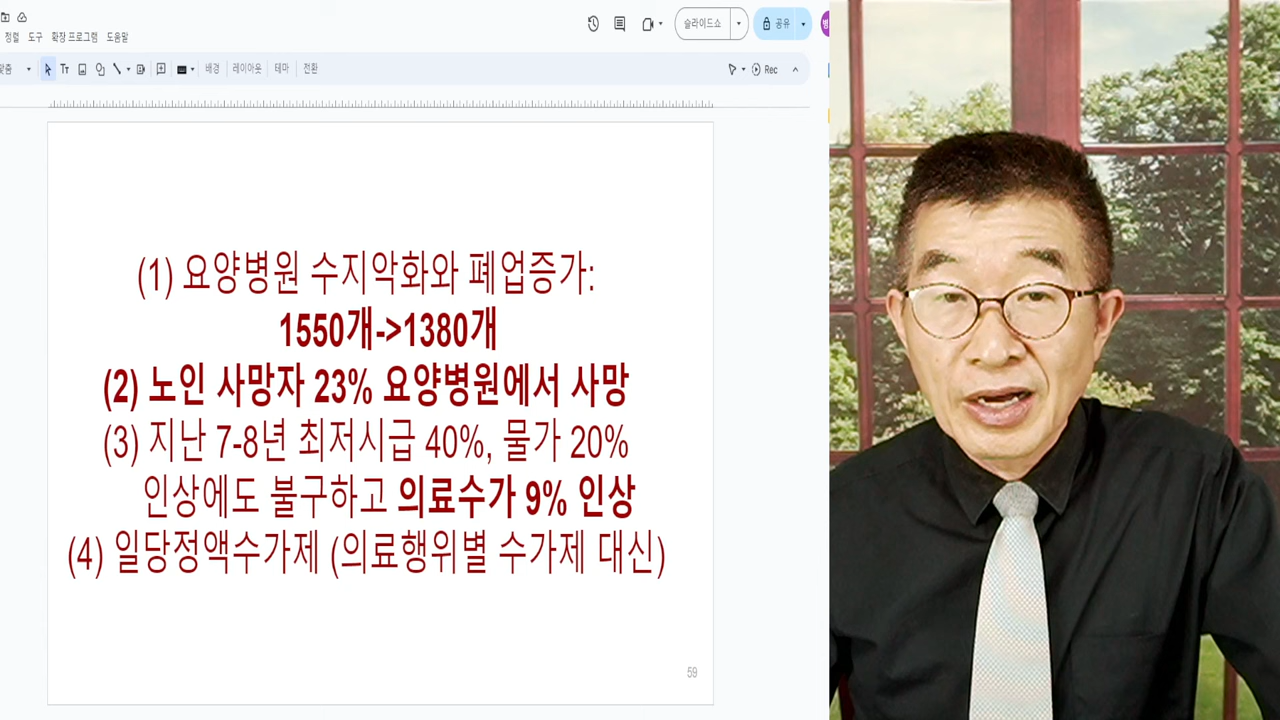 정렬 도구 확장 프로그램 도움말
슬라이드쇼
공유
맞춤
배경 레이아웃 테마 전환
Rec
(1) 요양병원 수지악화와 폐업증가:
1550개->1380개
(2) 노인 사망자 23% 요양병원에서 사망
(3) 지난 7-8년 최저시급 40%, 물가 20%
인상에도 불구하고 의료수가 9% 인상
(4) 일당정액수가제 (의료행위별 수가제 대신)
59